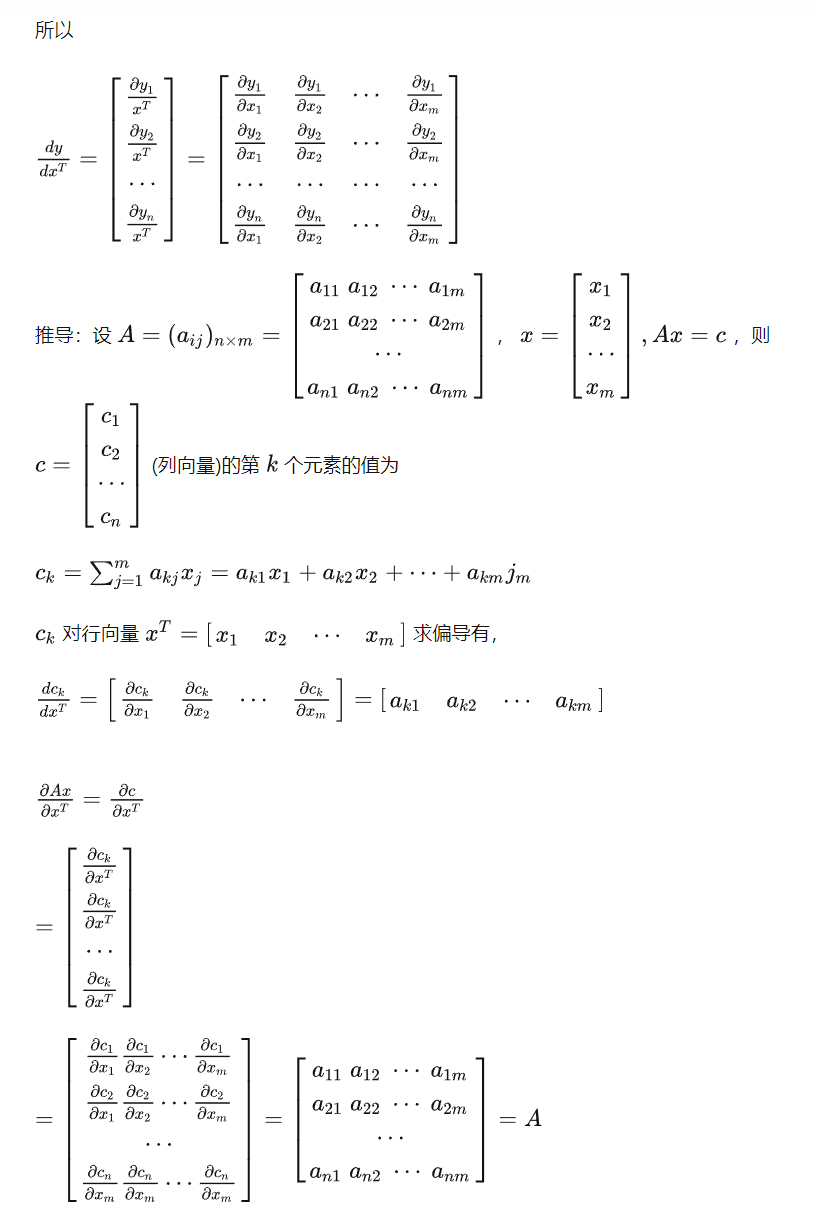 所以
$\frac{dy}{dx^T} = \begin{bmatrix} \frac{\partial y_1}{x^T} \\ \frac{\partial y_2}{x^T} \\ \cdots \\ \frac{\partial y_n}{x^T} \end{bmatrix} = \begin{bmatrix} \frac{\partial y_1}{\partial x_1} & \frac{\partial y_1}{\partial x_2} & \cdots & \frac{\partial y_1}{\partial x_m} \\ \frac{\partial y_2}{\partial x_1} & \frac{\partial y_2}{\partial x_2} & \cdots & \frac{\partial y_2}{\partial x_m} \\ \cdots & \cdots & \cdots & \cdots \\ \frac{\partial y_n}{\partial x_1} & \frac{\partial y_n}{\partial x_2} & \cdots & \frac{\partial y_n}{\partial x_m} \end{bmatrix}$
推导：设 $A = (a_{ij})_{n \times m} = \begin{bmatrix} a_{11} \ a_{12} \ \cdots \ a_{1m} \\ a_{21} \ a_{22} \ \cdots \ a_{2m} \\ \cdots \\ a_{n1} \ a_{n2} \ \cdots \ a_{nm} \end{bmatrix}$ ， $x = \begin{bmatrix} x_1 \\ x_2 \\ \cdots \\ x_m \end{bmatrix}, Ax = c$ ，则
$c = \begin{bmatrix} c_1 \\ c_2 \\ \cdots \\ c_n \end{bmatrix}$ (列向量)的第 $k$ 个元素的值为
$c_k = \sum_{j=1}^{m} a_{kj} x_j = a_{k1} x_1 + a_{k2} x_2 + \cdots + a_{km} j_m$
$c_k$ 对行向量 $x^T = [\, x_1 \quad x_2 \quad \cdots \quad x_m \,]$ 求偏导有，
$\frac{dc_k}{dx^T} = \left[ \frac{\partial c_k}{\partial x_1} \quad \frac{\partial c_k}{\partial x_2} \quad \cdots \quad \frac{\partial c_k}{\partial x_m} \right] = [\, a_{k1} \quad a_{k2} \quad \cdots \quad a_{km} \,]$
$\frac{\partial Ax}{\partial x^T} = \frac{\partial c}{\partial x^T}$
$= \begin{bmatrix} \frac{\partial c_k}{\partial x^T} \\ \frac{\partial c_k}{\partial x^T} \\ \cdots \\ \frac{\partial c_k}{\partial x^T} \end{bmatrix}$
$= \begin{bmatrix} \frac{\partial c_1}{\partial x_1} \frac{\partial c_1}{\partial x_2} \cdots \frac{\partial c_1}{\partial x_m} \\ \frac{\partial c_2}{\partial x_1} \frac{\partial c_2}{\partial x_2} \cdots \frac{\partial c_2}{\partial x_m} \\ \cdots \\ \frac{\partial c_n}{\partial x_m} \frac{\partial c_n}{\partial x_m} \cdots \frac{\partial c_n}{\partial x_m} \end{bmatrix} = \begin{bmatrix} a_{11} \ a_{12} \ \cdots \ a_{1m} \\ a_{21} \ a_{22} \ \cdots \ a_{2m} \\ \cdots \\ a_{n1} \ a_{n2} \ \cdots \ a_{nm} \end{bmatrix} = A$